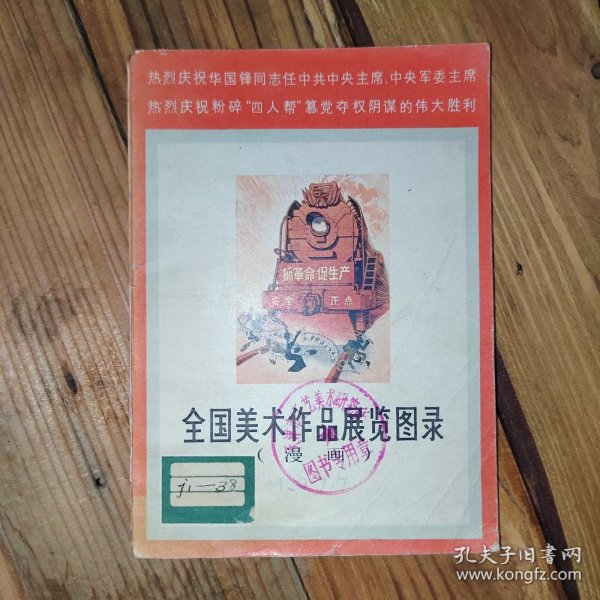 热烈庆祝华国锋同志任中共中央主席、中央军委主席
热烈庆祝粉碎“四人帮”篡党夺权阴谋的伟大胜利
抓革命 促生产
安全 正点
全国美术作品展览图录
(漫画)
图书专用章
j1—38
孔夫子旧书网
www.kongfz.com